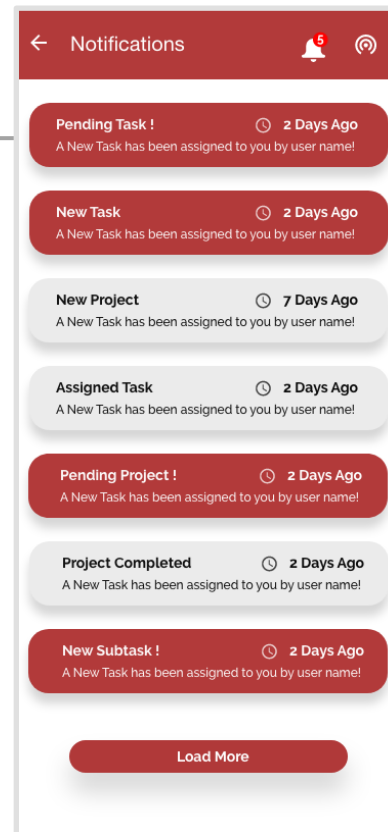 Notifications
5
Pending Task !
2 Days Ago
A New Task has been assigned to you by user name!
New Task
2 Days Ago
A New Task has been assigned to you by user name!
New Project
7 Days Ago
A New Task has been assigned to you by user name!
Assigned Task
2 Days Ago
A New Task has been assigned to you by user name!
Pending Project !
2 Days Ago
A New Task has been assigned to you by user name!
Project Completed
2 Days Ago
A New Task has been assigned to you by user name!
New Subtask !
2 Days Ago
A New Task has been assigned to you by user name!
Load More